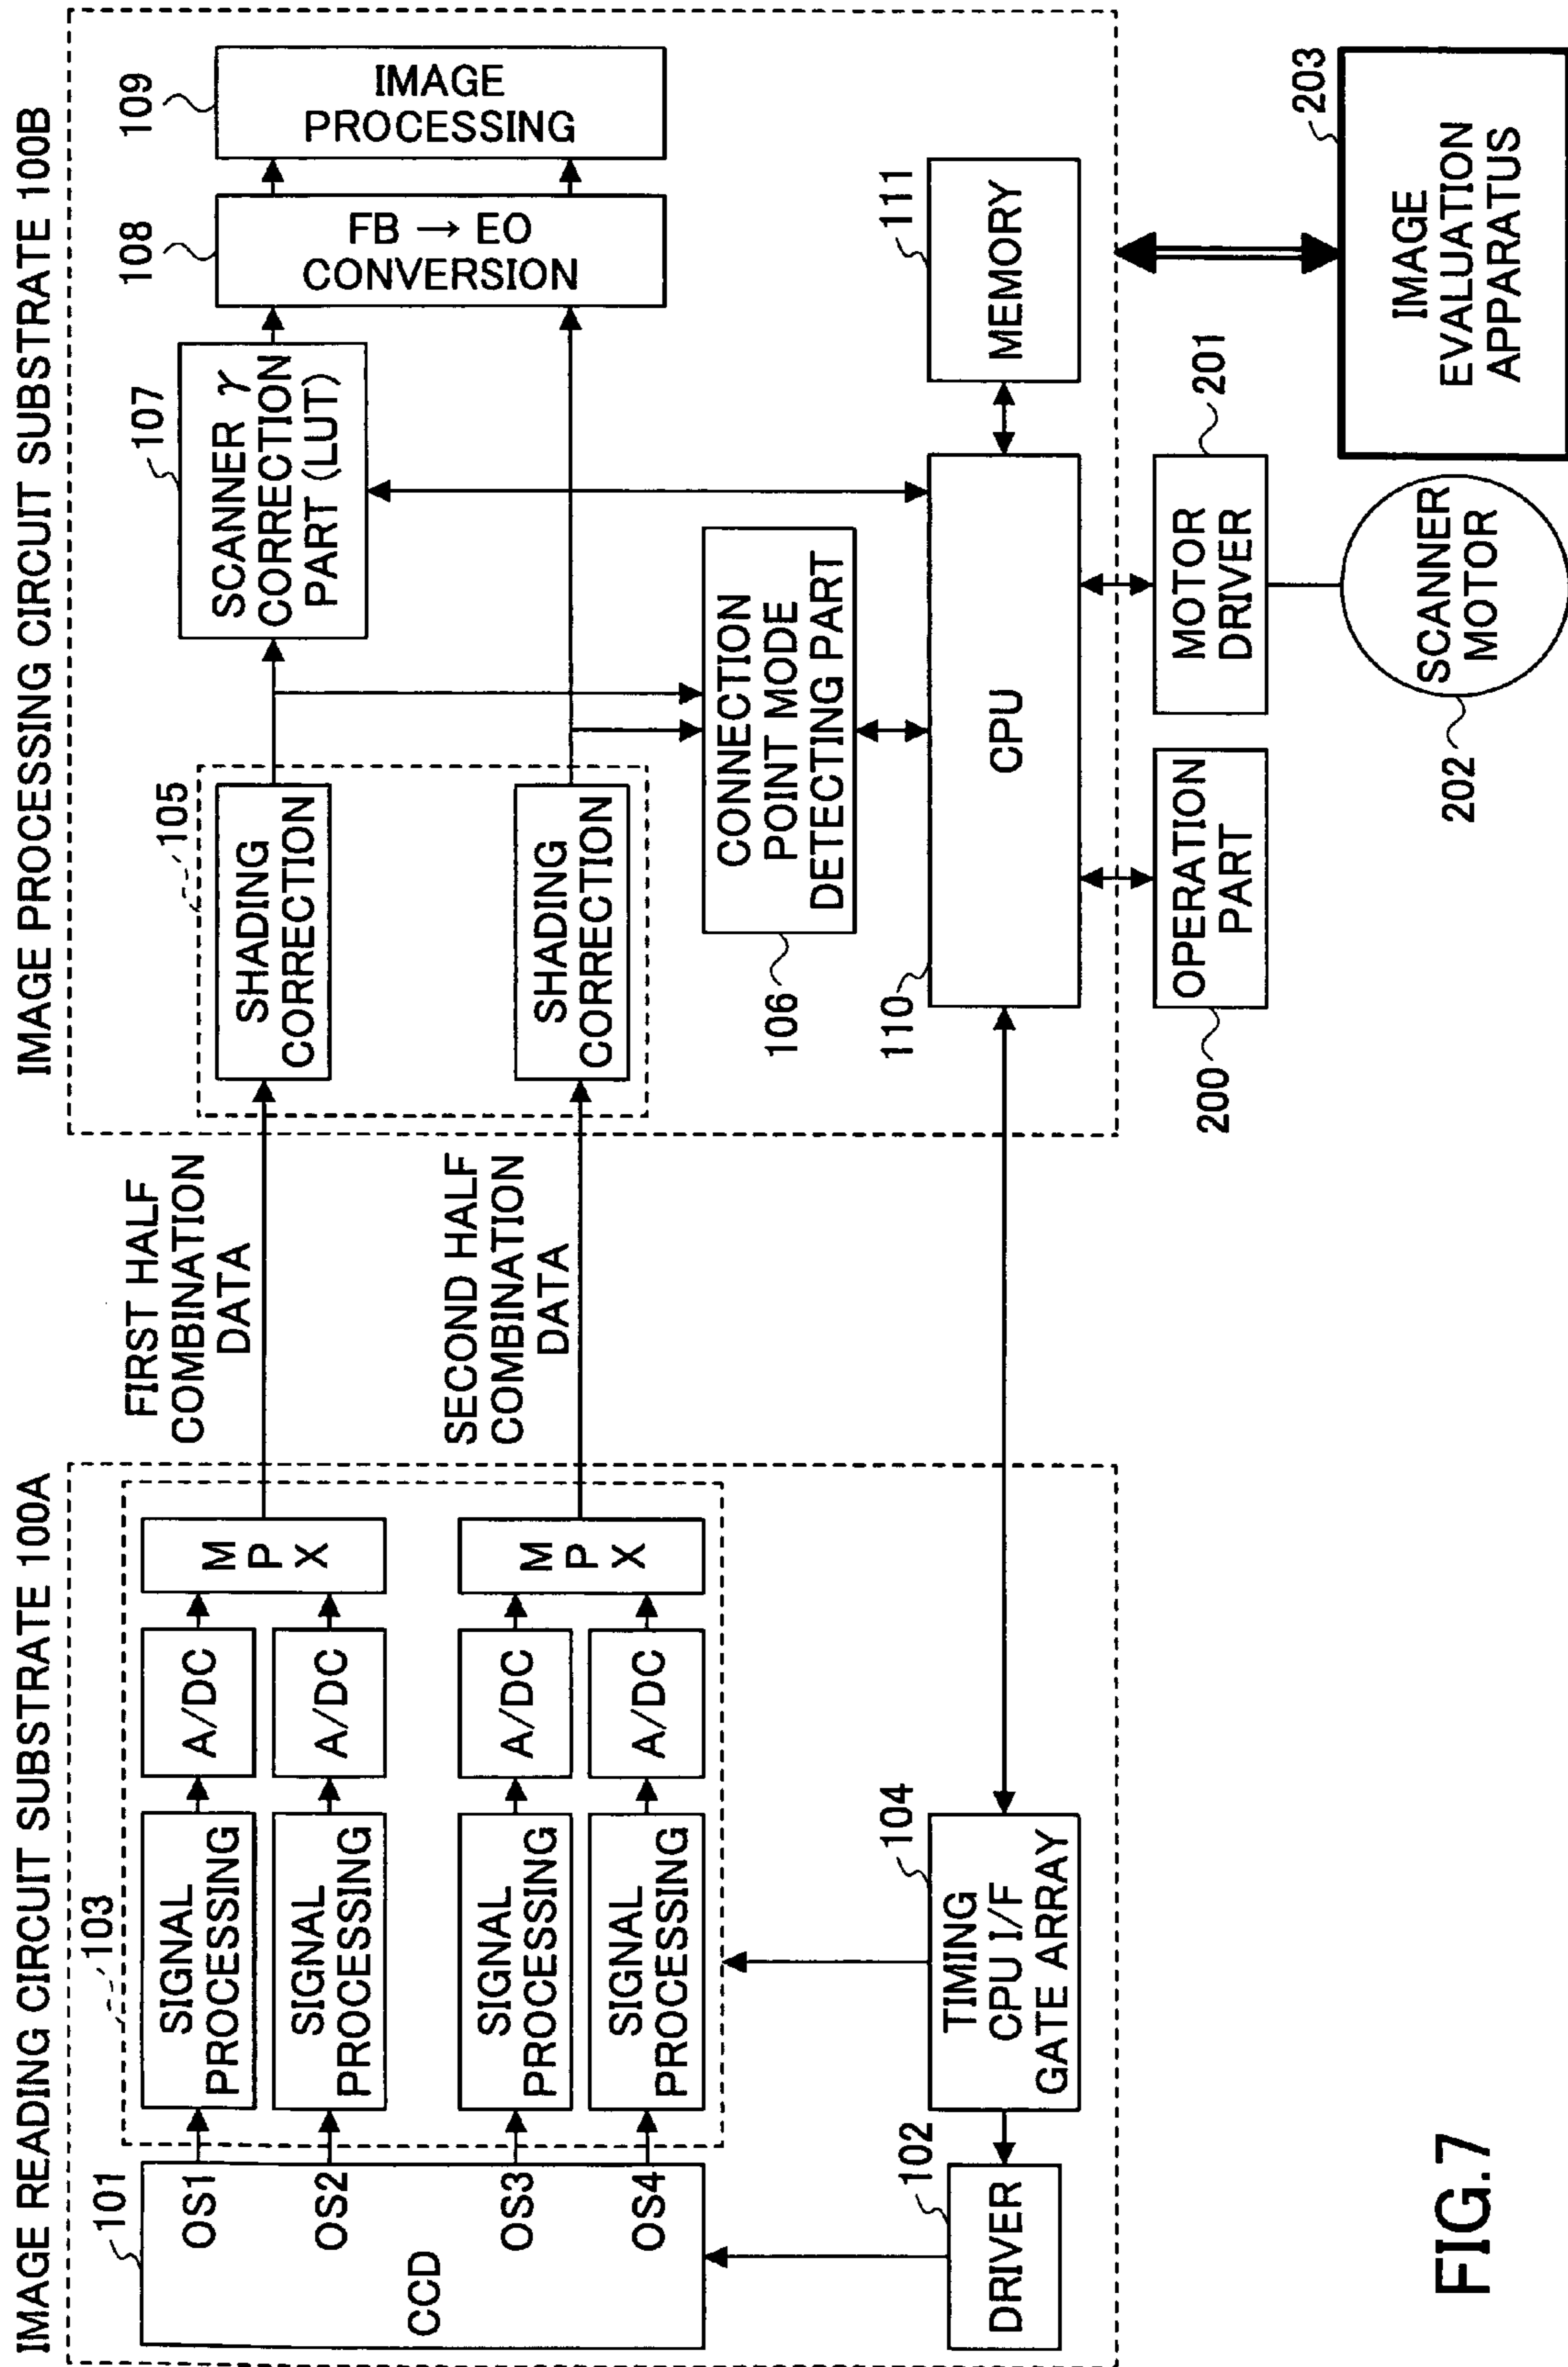 IMAGE READING CIRCUIT SUBSTRATE 100A
101
CCD
OS1
OS2
OS3
OS4
103
SIGNAL
PROCESSING
SIGNAL
PROCESSING
SIGNAL
PROCESSING
SIGNAL
PROCESSING
A/DC
A/DC
A/DC
A/DC
M
P
X
M
P
X
102
DRIVER
104
TIMING
CPU I/F
GATE ARRAY
FIRST HALF
COMBINATION
DATA
SECOND HALF
COMBINATION
DATA
IMAGE PROCESSING CIRCUIT SUBSTRATE 100B
105
SHADING
CORRECTION
SHADING
CORRECTION
107
SCANNER γ
CORRECTION
PART (LUT)
108
FB → EO
CONVERSION
109
IMAGE
PROCESSING
106
CONNECTION
POINT MODE
DETECTING PART
110
CPU
111
MEMORY
200
OPERATION
PART
201
MOTOR
DRIVER
202
SCANNER
MOTOR
203
IMAGE
EVALUATION
APPARATUS
FIG.7